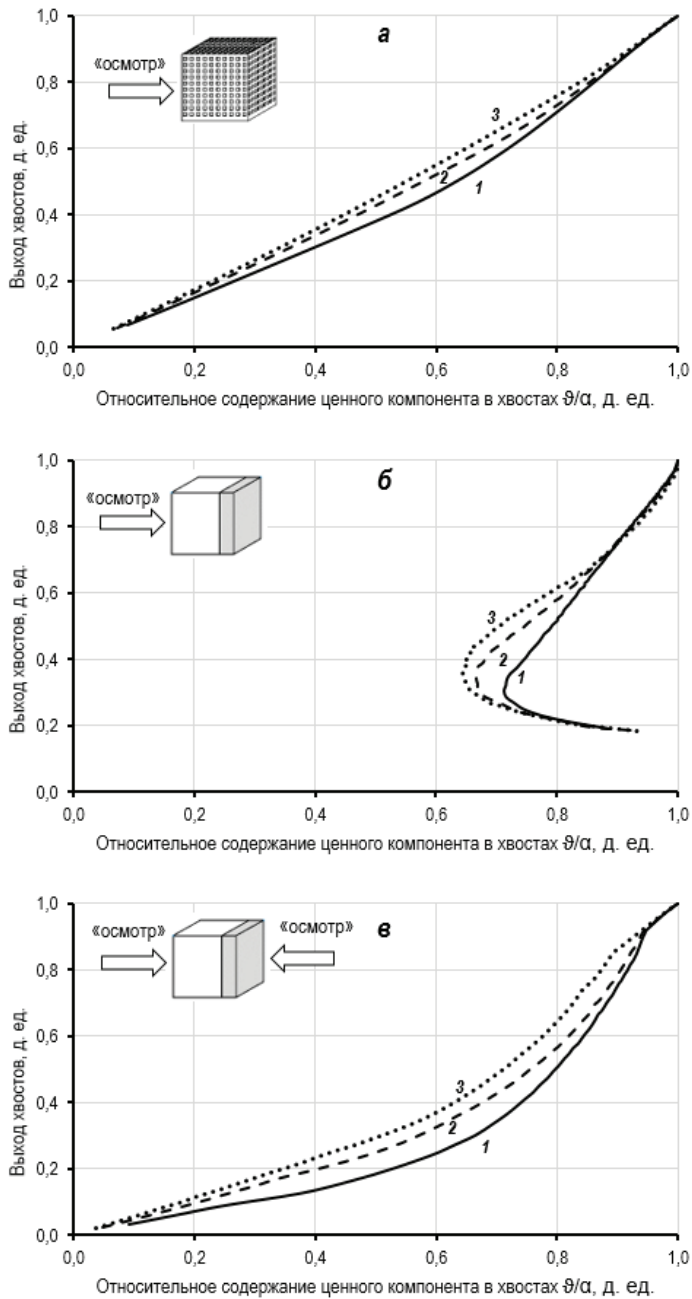 а
«осмотр»
Выход хвостов, д. ед.
1,0
0,8
0,6
0,4
0,2
0,0
3
2
1
0,0 0,2 0,4 0,6 0,8 1,0
Относительное содержание ценного компонента в хвостах ϑ/α, д. ед.
б
«осмотр»
Выход хвостов, д. ед.
1,0
0,8
0,6
0,4
0,2
0,0
3
2
1
0,0 0,2 0,4 0,6 0,8 1,0
Относительное содержание ценного компонента в хвостах ϑ/α, д. ед.
в
«осмотр» «осмотр»
Выход хвостов, д. ед.
1,0
0,8
0,6
0,4
0,2
0,0
3
2
1
0,0 0,2 0,4 0,6 0,8 1,0
Относительное содержание ценного компонента в хвостах ϑ/α, д. ед.